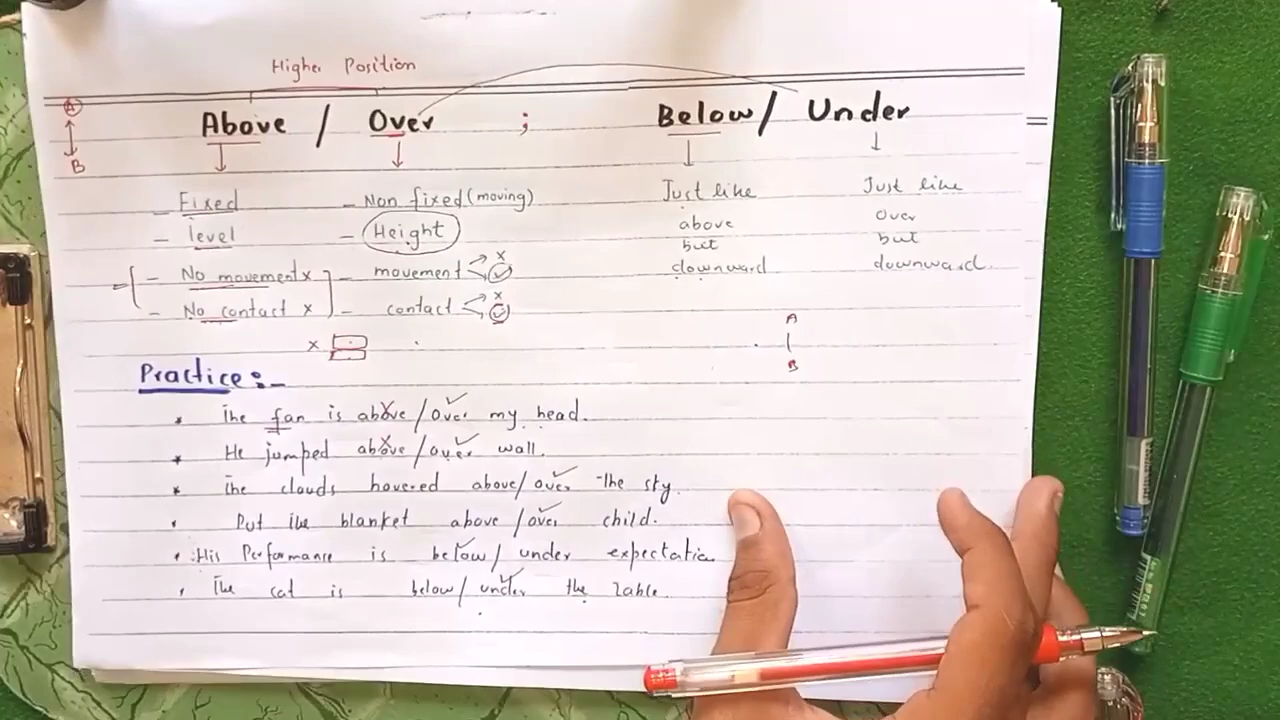 Higher Position
A
B
Above / Over ; Below / Under
Fixed
level
No movement x
No contact x
Non fixed (moving)
Height
movement x
contact x
Just like
above
but
downward
Just like
over
but
downward
x
A
B
Practice:-
* The fan is above/over my head.
* He jumped above/over wall.
* The clouds hovered above/over the sky.
Put the blanket above/over child.
His Performance is below/under expectatio
The cat is below/under the table.